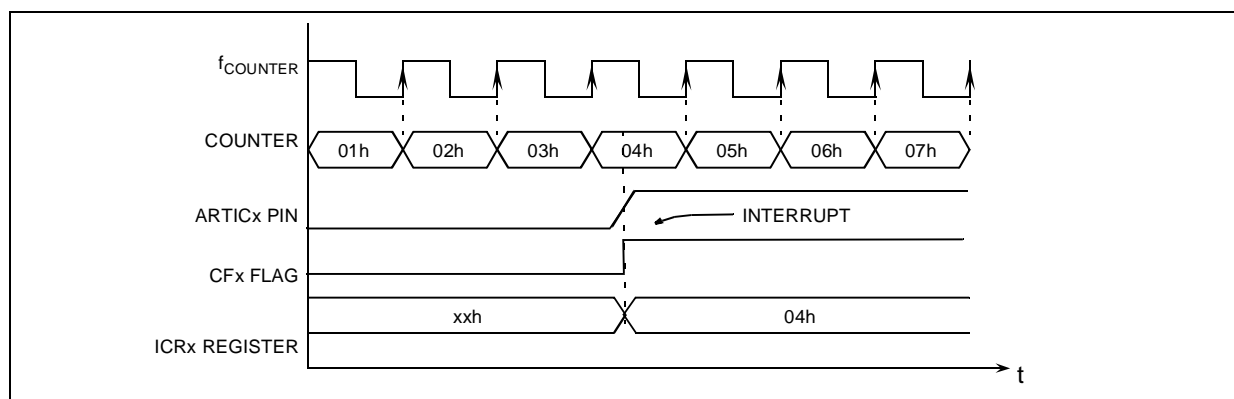 fCOUNTER
COUNTER
01h 02h 03h 04h 05h 06h 07h
ARTICx PIN
INTERRUPT
CFx FLAG
xxh 04h
ICRx REGISTER
t